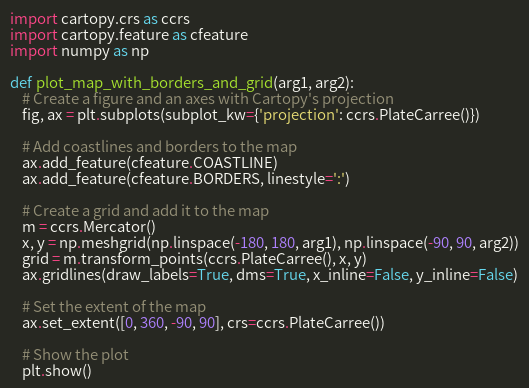 import cartopy.crs as ccrs
import cartopy.feature as cfeature
import numpy as np
def plot_map_with_borders_and_grid(arg1, arg2):
# Create a figure and an axes with Cartopy's projection
fig, ax = plt.subplots(subplot_kw={'projection': ccrs.PlateCarree()})
# Add coastlines and borders to the map
ax.add_feature(cfeature.COASTLINE)
ax.add_feature(cfeature.BORDERS, linestyle=':')
# Create a grid and add it to the map
m = ccrs.Mercator()
x, y = np.meshgrid(np.linspace(-180, 180, arg1), np.linspace(-90, 90, arg2))
grid = m.transform_points(ccrs.PlateCarree(), x, y)
ax.gridlines(draw_labels=True, dms=True, x_inline=False, y_inline=False)
# Set the extent of the map
ax.set_extent([0, 360, -90, 90], crs=ccrs.PlateCarree())
# Show the plot
plt.show()